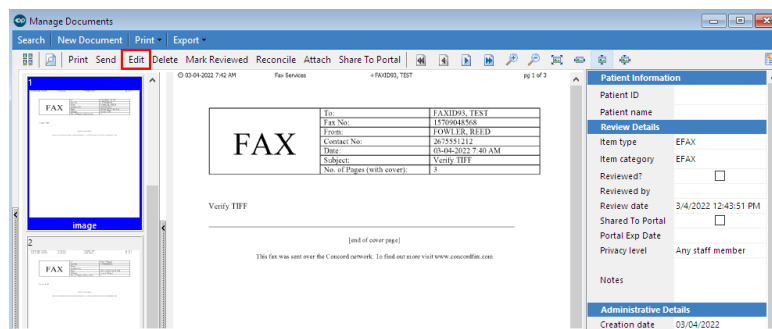 Manage Documents
Search New Document Print Export
Print Send Edit Delete Mark Reviewed Reconcile Attach Share To Portal
1
FAX
image
2
FAX
03-04-2022 7:42 AM Fax Services →FAXID93, TEST pg 1 of 3
FAX
To: FAXID93, TEST
Fax No: 15709048568
From: FOWLER, REED
Contact No: 2675551212
Date: 03-04-2022 7:40 AM
Subject: Verify TIFF
No. of Pages (with cover): 3
Verify TIFF
[end of cover page]
This fax was sent over the Concord network. To find out more visit www.concordfax.com
Patient Information
Patient ID
Patient name
Review Details
Item type EFAX
Item category EFAX
Reviewed?
Reviewed by
Review date 3/4/2022 12:43:51 PM
Shared To Portal
Portal Exp Date
Privacy level Any staff member
Notes
Administrative Details
Creation date 03/04/2022